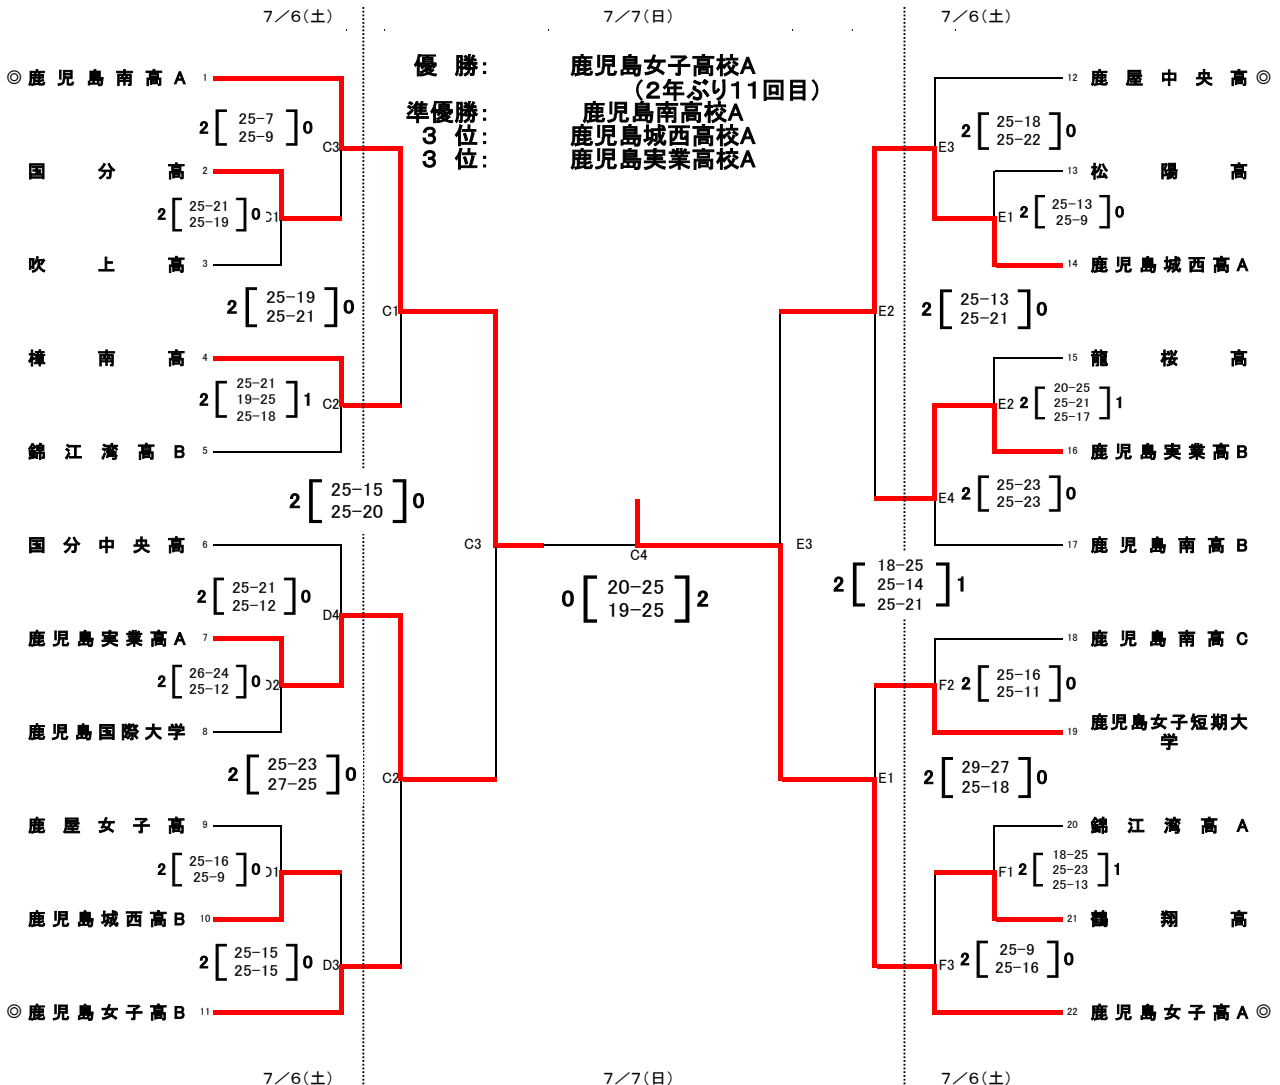 7/6(土)
7/7(日)
7/6(土)
優 勝: 鹿児島女子高校A
(2年ぶり11回目)
準優勝: 鹿児島南高校A
3 位: 鹿児島城西高校A
3 位: 鹿児島実業高校A
◎ 鹿児島南高A 1
2 [ 25-7 ] 0
25-9
C3
国分高 2
2 [ 25-21 ] 0 C1
25-19
吹上高 3
2 [ 25-19 ] 0
25-21
C1
樟南高 4
2 [ 25-21 ] 1
19-25
25-18
C2
錦江湾高B 5
2 [ 25-15 ] 0
25-20
C3
国分中央高 6
2 [ 25-21 ] 0
25-12
D4
鹿児島実業高A 7
2 [ 26-24 ] 0 D2
25-12
鹿児島国際大学 8
2 [ 25-23 ] 0
27-25
C2
鹿屋女子高 9
2 [ 25-16 ] 0 D1
25-9
鹿児島城西高B 10
2 [ 25-15 ] 0
25-15
D3
◎ 鹿児島女子高B 11
C4
0 [ 20-25 ] 2
19-25
12 鹿屋中央高 ◎
E3
2 [ 25-18 ] 0
25-22
13 松陽高
E1 2 [ 25-13 ] 0
25-9
14 鹿児島城西高A
E2
2 [ 25-13 ] 0
25-21
15 龍桜高
E2 2 [ 20-25 ] 1
25-21
25-17
16 鹿児島実業高B
E4 2 [ 25-23 ] 0
25-23
17 鹿児島南高B
E3
2 [ 18-25 ] 1
25-14
25-21
18 鹿児島南高C
F2 2 [ 25-16 ] 0
25-11
19 鹿児島女子短期大
学
E1
2 [ 29-27 ] 0
25-18
20 錦江湾高A
F1 2 [ 18-25 ] 1
25-23
25-13
21 鶴翔高
F3 2 [ 25-9 ] 0
25-16
22 鹿児島女子高A ◎
7/6(土)
7/7(日)
7/6(土)